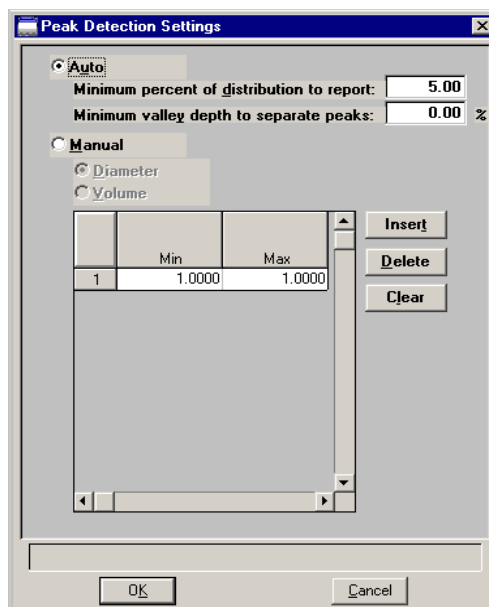 Peak Detection Settings
Auto
Minimum percent of distribution to report: 5.00
Minimum valley depth to separate peaks: 0.00 %
Manual
Diameter
Volume
Min Max
1 1.0000 1.0000
Insert
Delete
Clear
OK Cancel